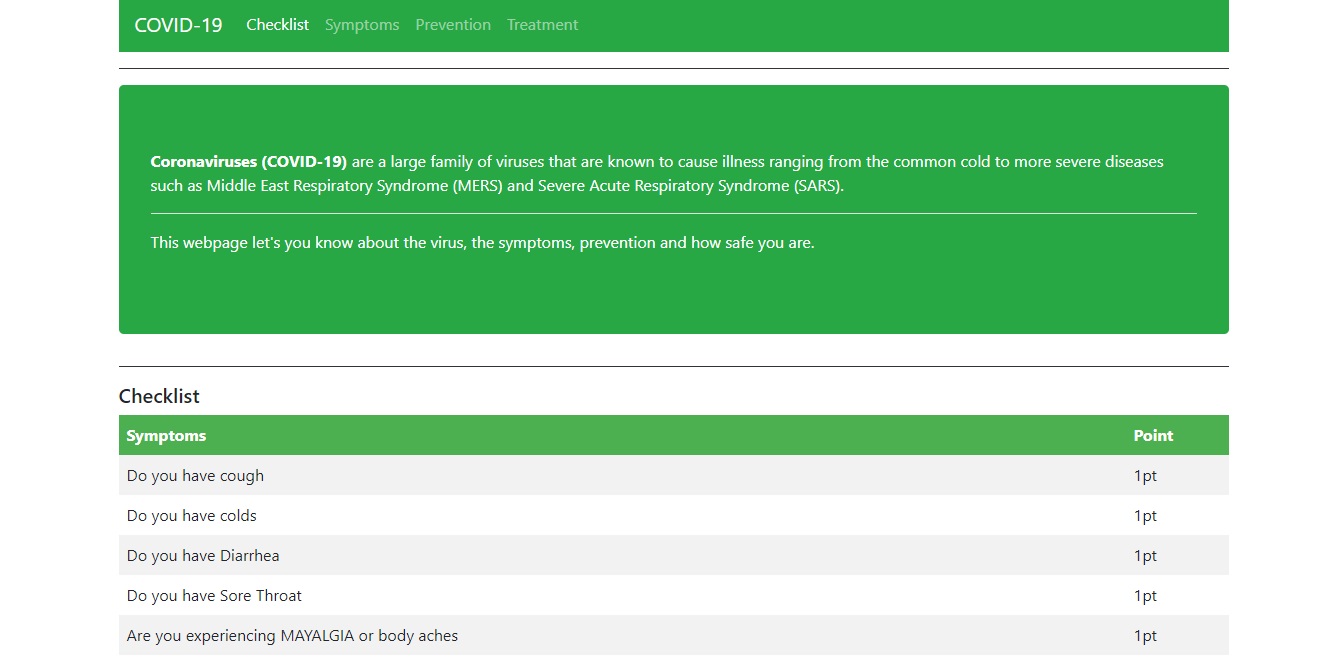 COVID-19 Checklist Symptoms Prevention Treatment
Coronaviruses (COVID-19) are a large family of viruses that are known to cause illness ranging from the common cold to more severe diseases
such as Middle East Respiratory Syndrome (MERS) and Severe Acute Respiratory Syndrome (SARS).
This webpage let's you know about the virus, the symptoms, prevention and how safe you are.
Checklist
Symptoms Point
Do you have cough 1pt
Do you have colds 1pt
Do you have Diarrhea 1pt
Do you have Sore Throat 1pt
Are you experiencing MAYALGIA or body aches 1pt